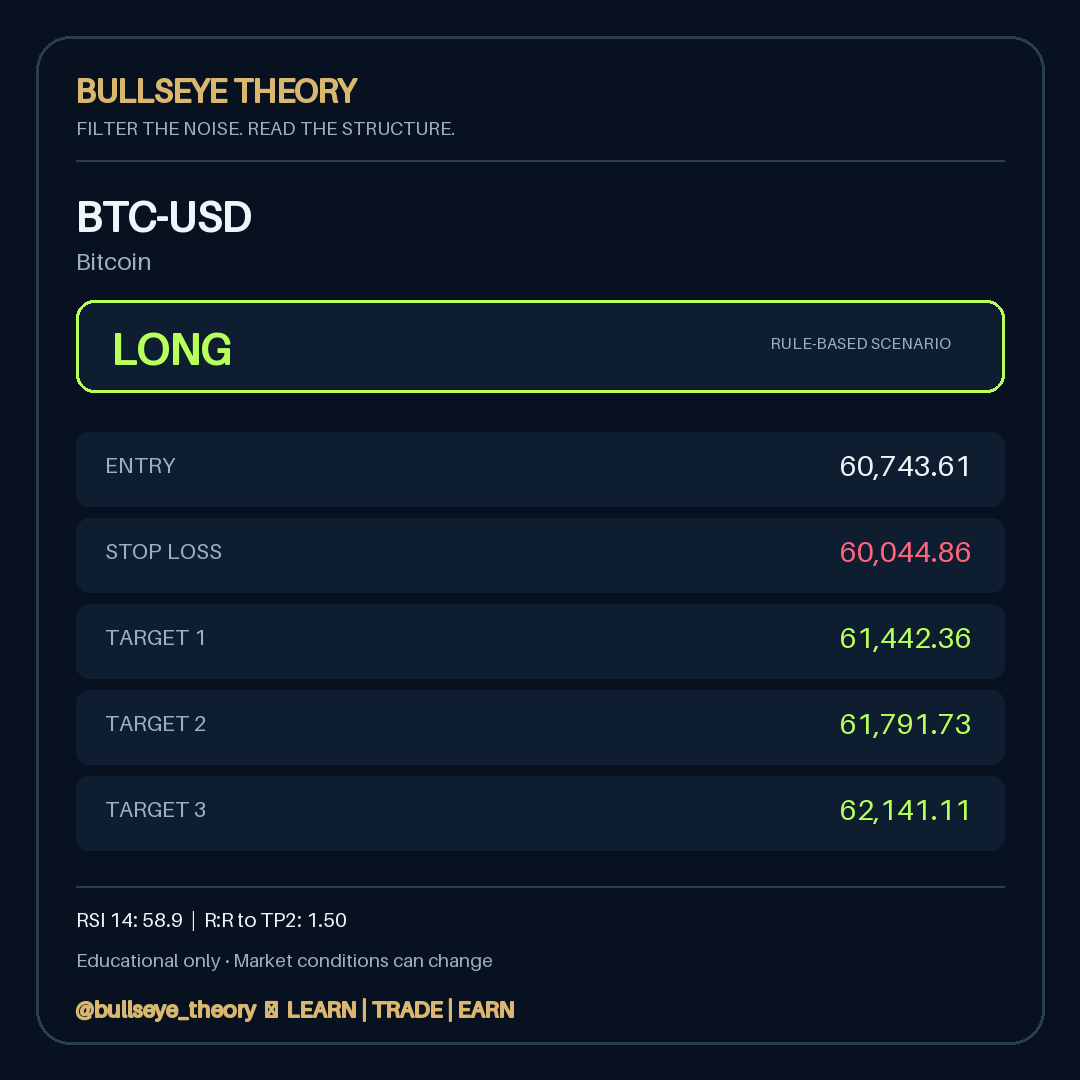 BULLSEYE THEORY
FILTER THE NOISE. READ THE STRUCTURE.
BTC-USD
Bitcoin
LONG RULE-BASED SCENARIO
ENTRY 60,743.61
STOP LOSS 60,044.86
TARGET 1 61,442.36
TARGET 2 61,791.73
TARGET 3 62,141.11
RSI 14: 58.9 | R:R to TP2: 1.50
Educational only · Market conditions can change
@bullseye_theory LEARN | TRADE | EARN